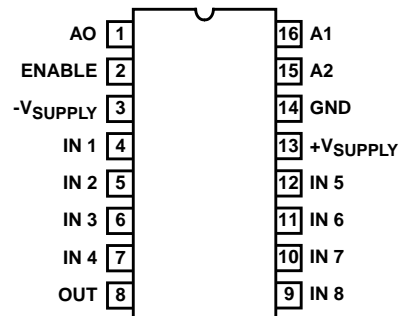 AO 1 16 A1
ENABLE 2 15 A2
-VSUPPLY 3 14 GND
IN 1 4 13 +VSUPPLY
IN 2 5 12 IN 5
IN 3 6 11 IN 6
IN 4 7 10 IN 7
OUT 8 9 IN 8